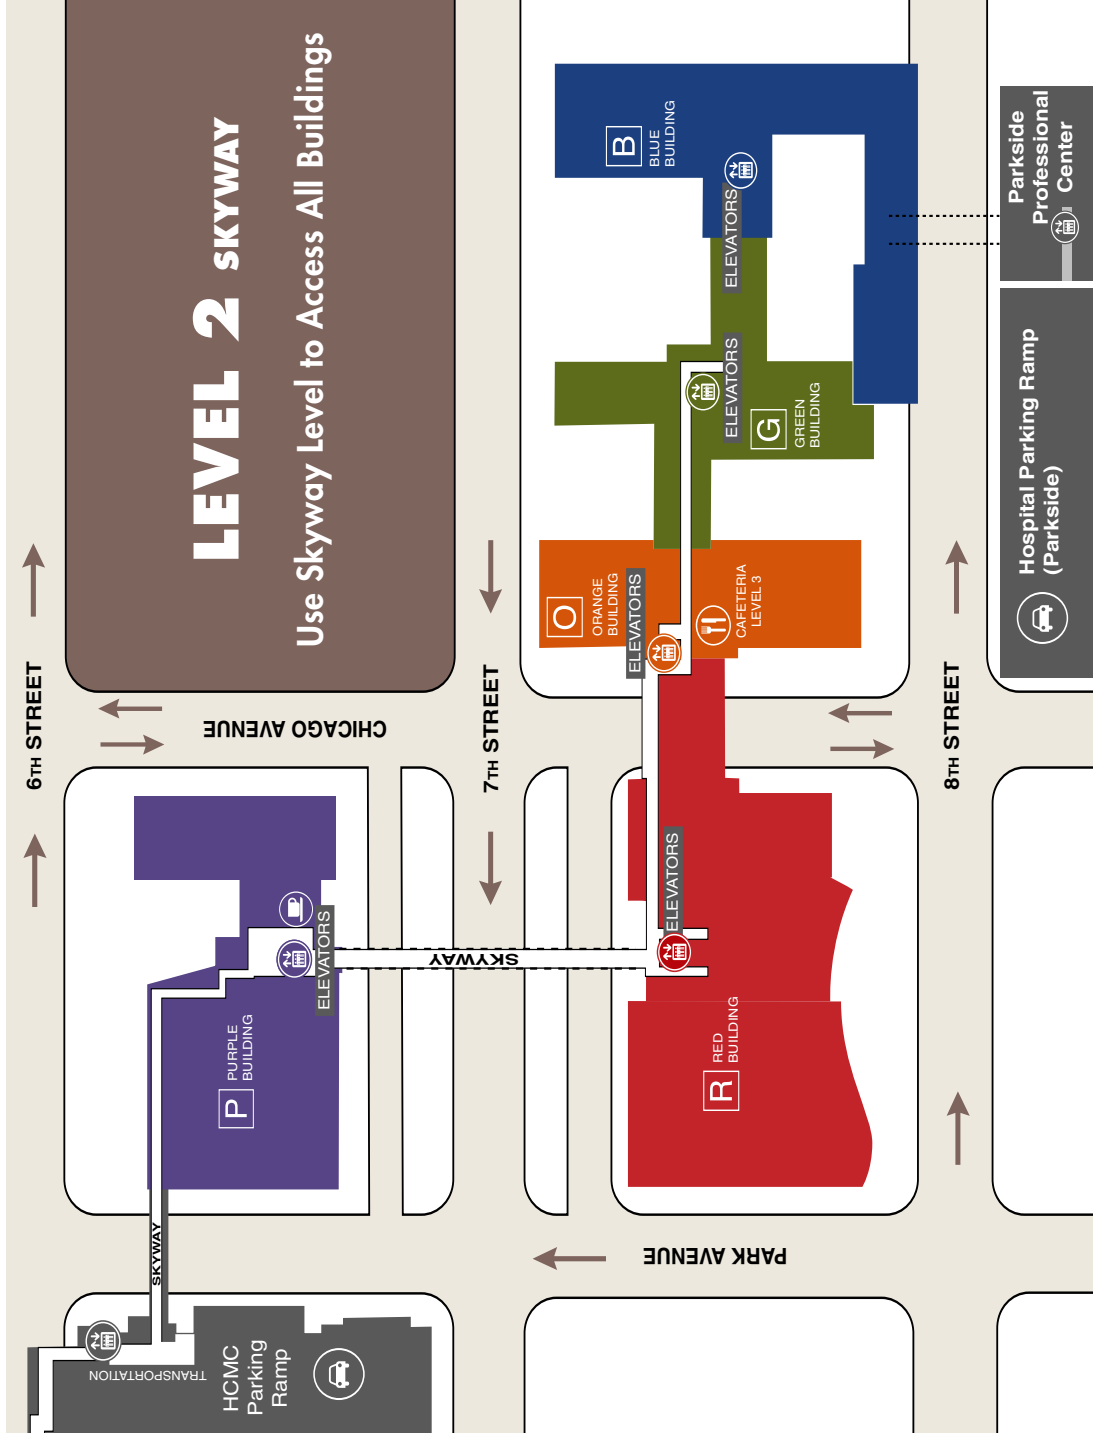 LEVEL 2 SKYWAY
Use Skyway Level to Access All Buildings
6TH STREET
7TH STREET
8TH STREET
CHICAGO AVENUE
PARK AVENUE
B
BLUE
BUILDING
ELEVATORS
G
GREEN
BUILDING
ELEVATORS
O
ORANGE
BUILDING
ELEVATORS
CAFETERIA
LEVEL 3
R
RED
BUILDING
ELEVATORS
SKYWAY
P
PURPLE
BUILDING
ELEVATORS
SKYWAY
TRANSPORTATION
HCMC
Parking
Ramp
Hospital Parking Ramp
(Parkside)
Parkside
Professional
Center